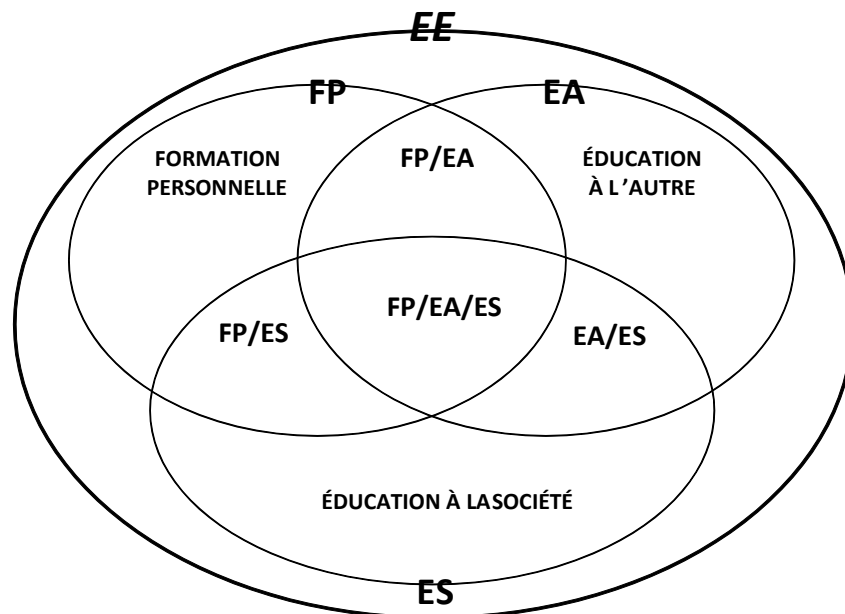 EE
FP
EA
FORMATION
PERSONNELLE
FP/EA
ÉDUCATION
À L’AUTRE
FP/ES
FP/EA/ES
EA/ES
ÉDUCATION À LASOCIÉTÉ
ES